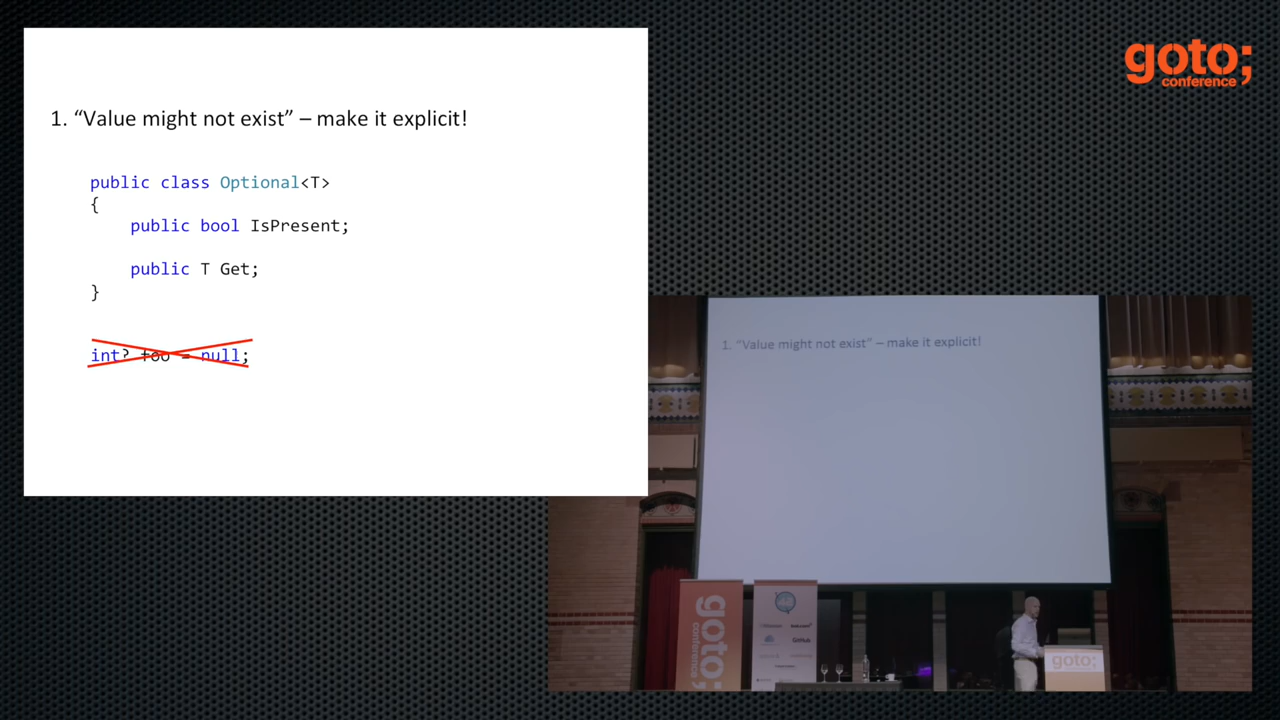 1. “Value might not exist” – make it explicit!
public class Optional<T>
{
public bool IsPresent;
public T Get;
}
int? foo = null;
goto;
conference
1. “Value might not exist” – make it explicit!
goto;
conference
GitHub
goto;